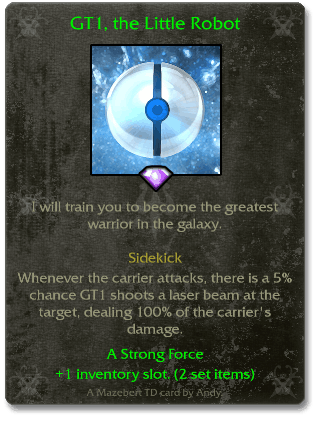 GT1, the Little Robot
I will train you to become the greatest
warrior in the galaxy.
Sidekick
Whenever the carrier attacks, there is a 5%
chance GT1 shoots a laser beam at the
target, dealing 100% of the carrier's
damage.
A Strong Force
+1 inventory slot. (2 set items)
A Mazebert TD card by Andy